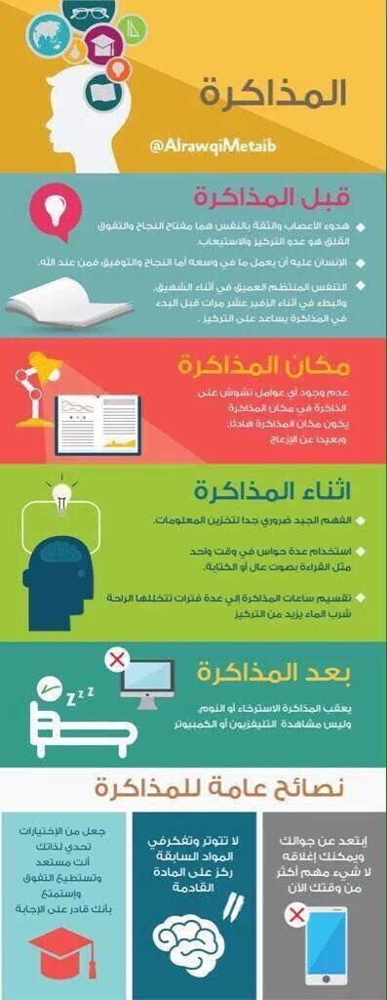 المذاكرة
@AlrawqiMetaib
قبل المذاكرة
هدوء الأعصاب والثقة بالنفس هما مفتاح النجاح والتفوق
القلق هو عدو التركيز والاستيعاب.
الإنسان عليه أن يعمل ما في وسعه أما النجاح والتوفيق فمن عند الله.
التنفس المنتظم العميق في أثناء الشهيق،
والبطء في أثناء الزفير عشر مرات قبل البدء
في المذاكرة يساعد على التركيز .
مكان المذاكرة
عدم وجود أي عوامل تشوش على
الذاكرة في مكان المذاكرة
يكون مكان المذاكرة هادئا،
وبعيدا عن الإزعاج
اثناء المذاكرة
الفهم الجيد ضروري جدا لتخزين المعلومات.
استخدام عدة حواس في وقت واحد
مثل القراءة بصوت عال أو الكتابة.
تقسيم ساعات المذاكرة إلي عدة فترات تتخللها الراحة
شرب الماء يزيد من التركيز
بعد المذاكرة
يعقب المذاكرة الاسترخاء أو النوم،
وليس مشاهدة التليفزيون أو الكمبيوتر
z z z
نصائح عامة للمذاكرة
إبتعد عن جوالك
ويمكنك إغلاقه
لا شيء مهم أكثر
من وقتك الآن
لا تتوتر وتفكر في
المواد السابقة
ركز على المادة
القادمة
جعل من الإختيارات
تحدي لذاتك
أنت مستعد
وتستطيع التفوق
وإستمتع
بأنك قادر على الإجابة